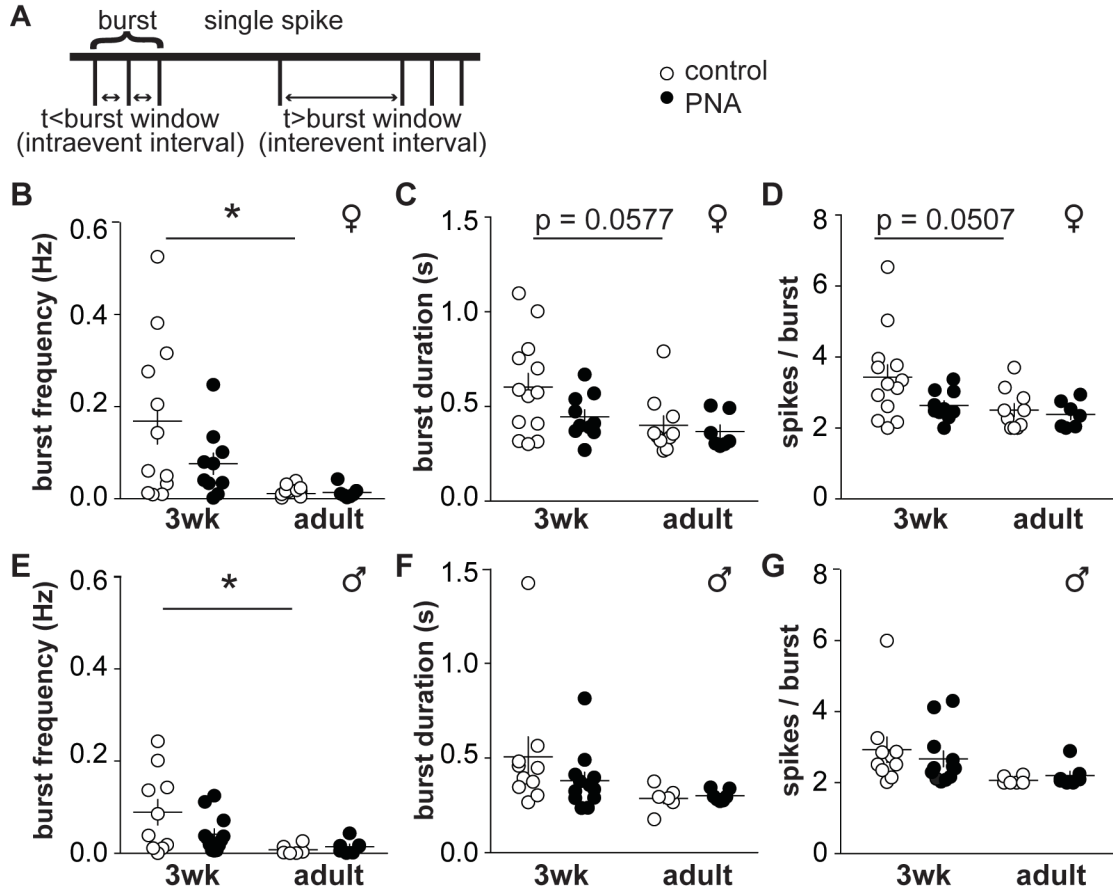 A
burst
single spike
t<burst window
(intraevent interval)
t>burst window
(interevent interval)
control
PNA
B
*
♀
burst frequency (Hz)
0.6
0.4
0.2
0.0
3wk
adult
C
p = 0.0577
♀
burst duration (s)
1.5
1.0
0.5
0.0
3wk
adult
D
p = 0.0507
♀
spikes / burst
8
6
4
2
0
3wk
adult
E
*
♂
burst frequency (Hz)
0.6
0.4
0.2
0.0
3wk
adult
F
♂
burst duration (s)
1.5
1.0
0.5
0.0
3wk
adult
G
♂
spikes / burst
8
6
4
2
0
3wk
adult